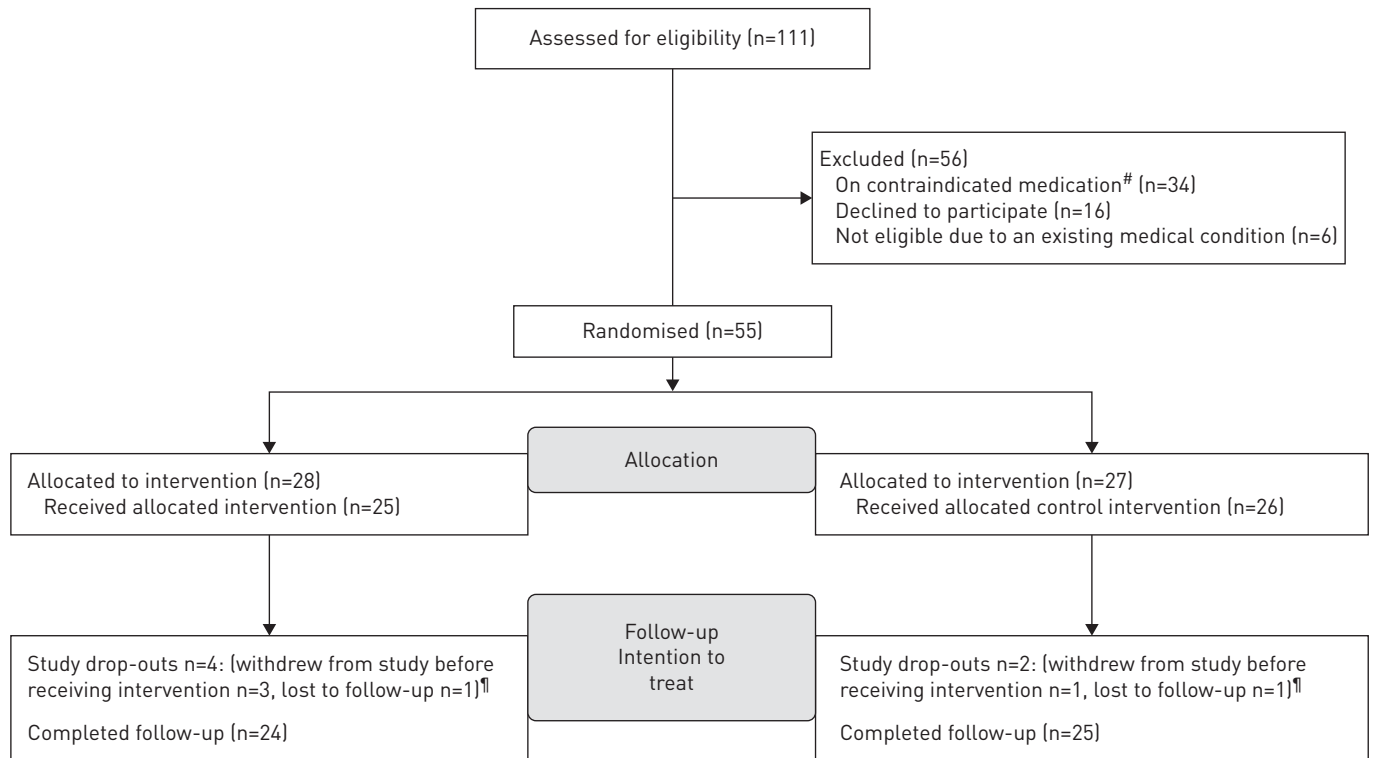 Assessed for eligibility (n=111)
Excluded (n=56)
On contraindicated medication# (n=34)
Declined to participate (n=16)
Not eligible due to an existing medical condition (n=6)
Randomised (n=55)
Allocation
Allocated to intervention (n=28)
Received allocated intervention (n=25)
Allocated to intervention (n=27)
Received allocated control intervention (n=26)
Follow-up
Intention to
treat
Study drop-outs n=4: (withdrew from study before
receiving intervention n=3, lost to follow-up n=1)¶
Completed follow-up (n=24)
Study drop-outs n=2: (withdrew from study before
receiving intervention n=1, lost to follow-up n=1)¶
Completed follow-up (n=25)